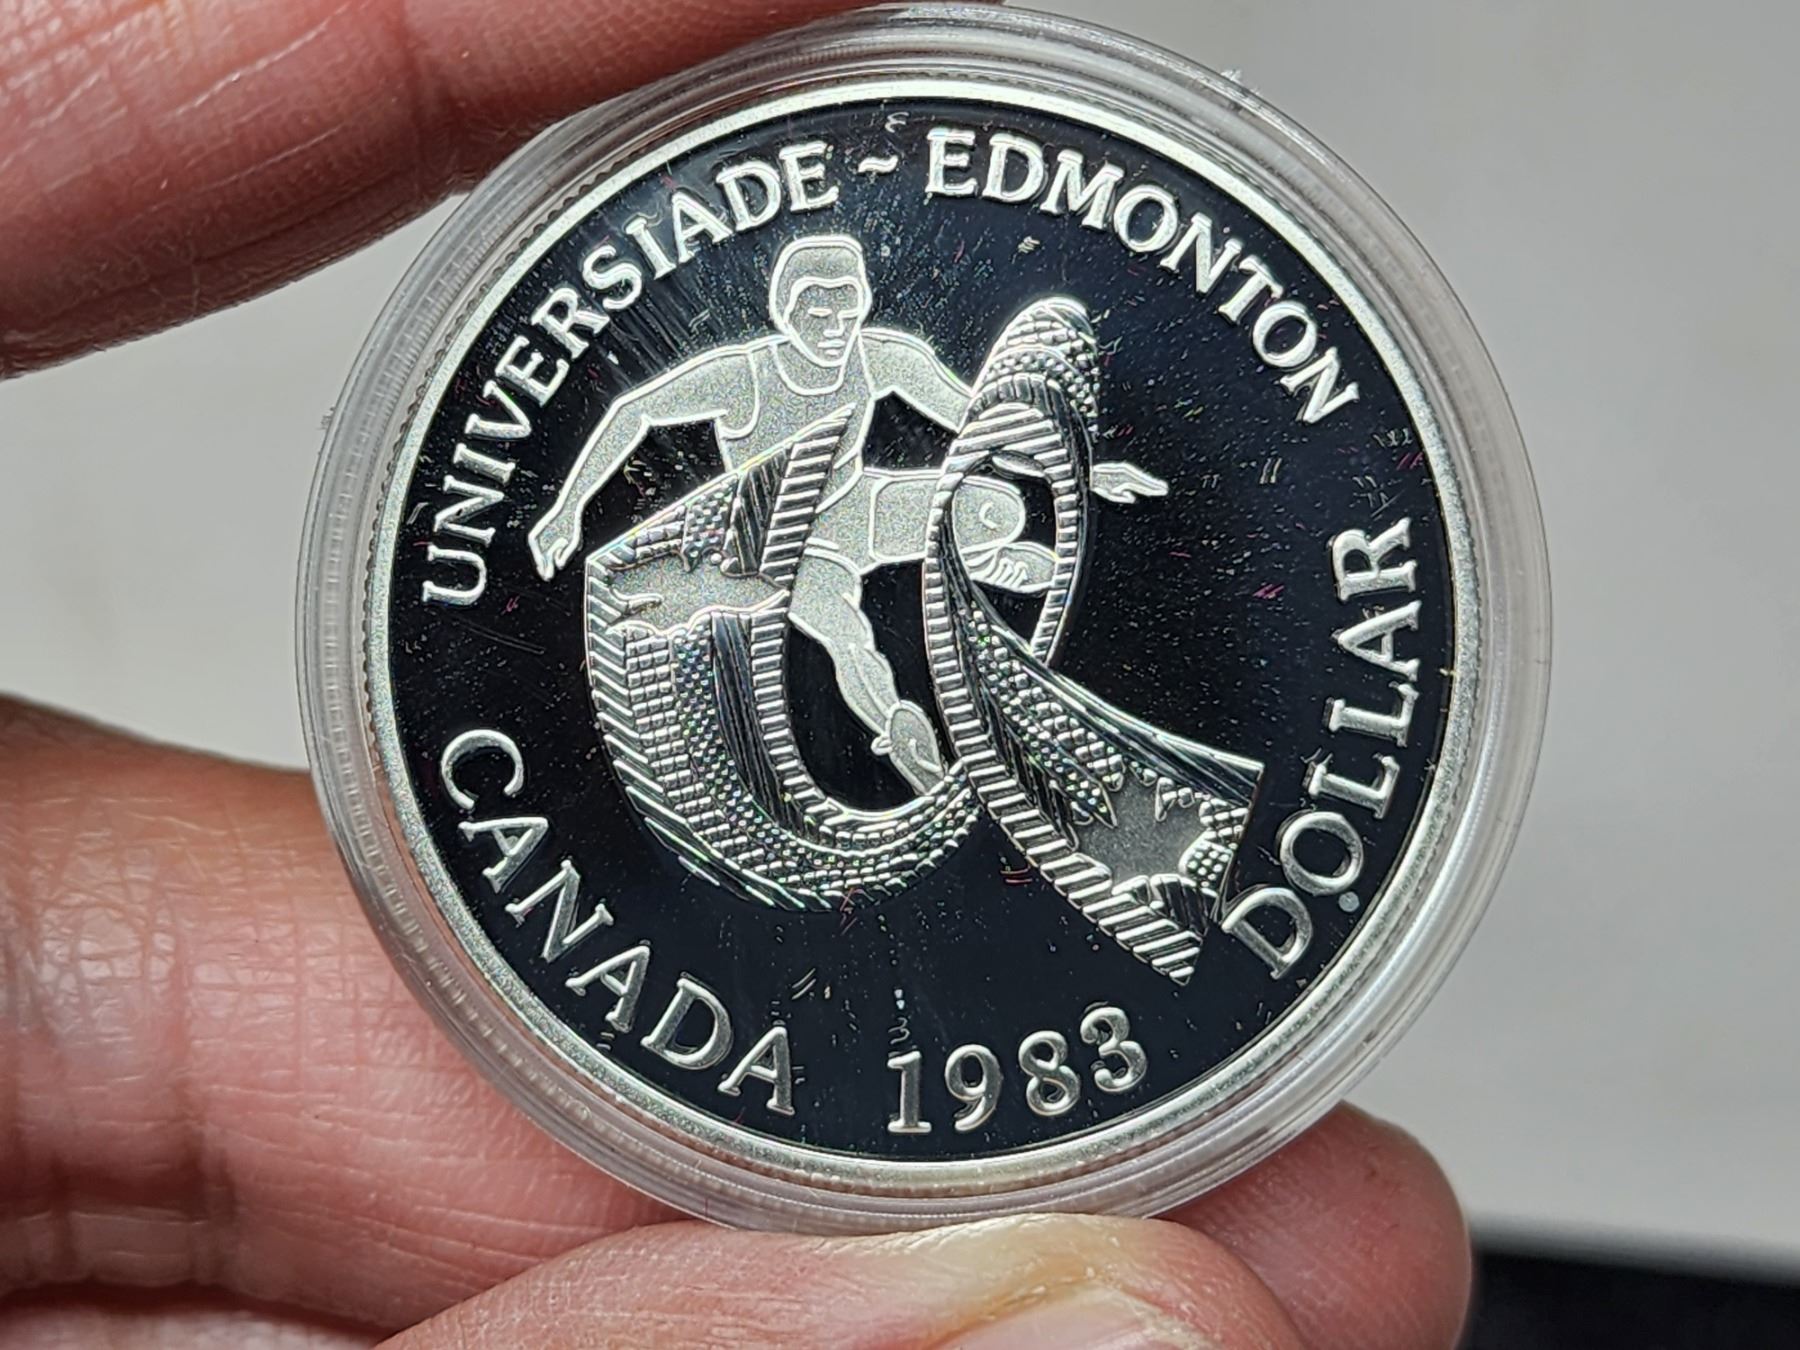 UNIVERSIADE ~ EDMONTON
DOLLAR
CANADA 1983